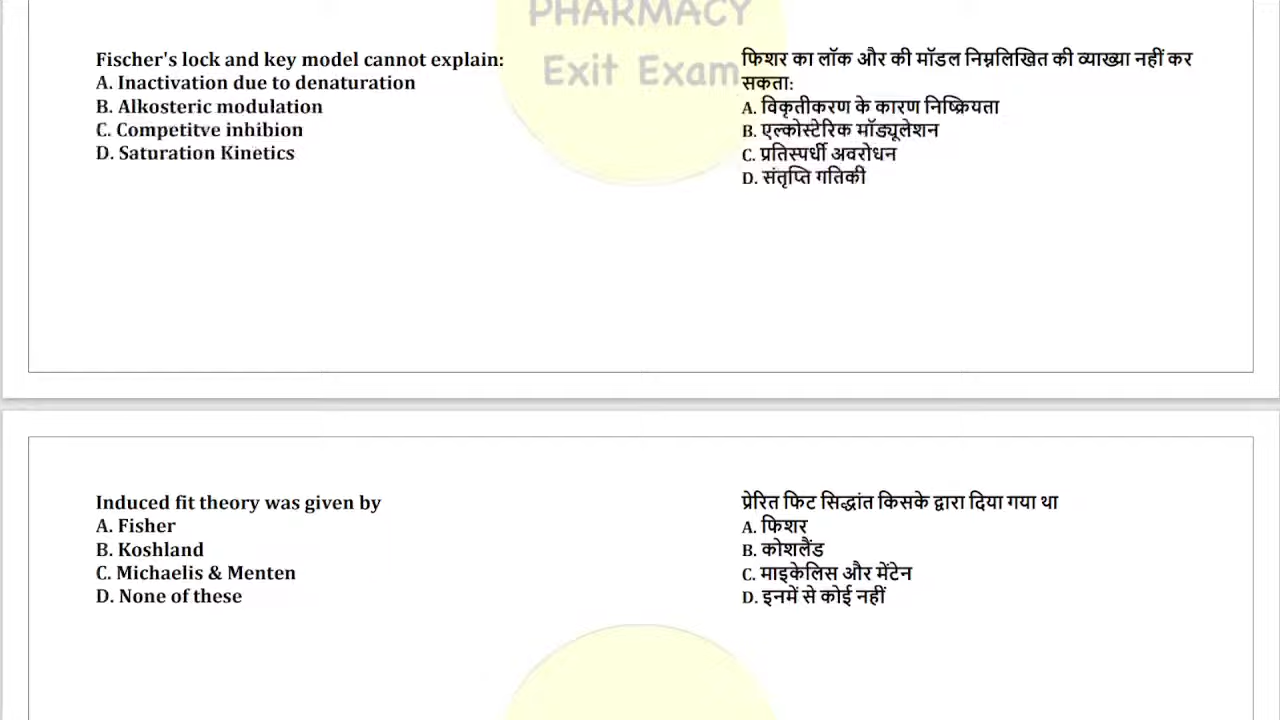 PHARMACY
Exit Exam
Fischer's lock and key model cannot explain:
A. Inactivation due to denaturation
B. Alkosteric modulation
C. Competitve inhibion
D. Saturation Kinetics
फिशर का लॉक और की मॉडल निम्नलिखित की व्याख्या नहीं कर
सकता:
A. विकृतीकरण के कारण निष्क्रियता
B. एल्कोस्टेरिक मॉड्यूलेशन
C. प्रतिस्पर्धी अवरोधन
D. संतृप्ति गतिकी
Induced fit theory was given by
A. Fisher
B. Koshland
C. Michaelis & Menten
D. None of these
प्रेरित फिट सिद्धांत किसके द्वारा दिया गया था
A. फिशर
B. कोशलैंड
C. माइकेलिस और मेंटेन
D. इनमें से कोई नहीं